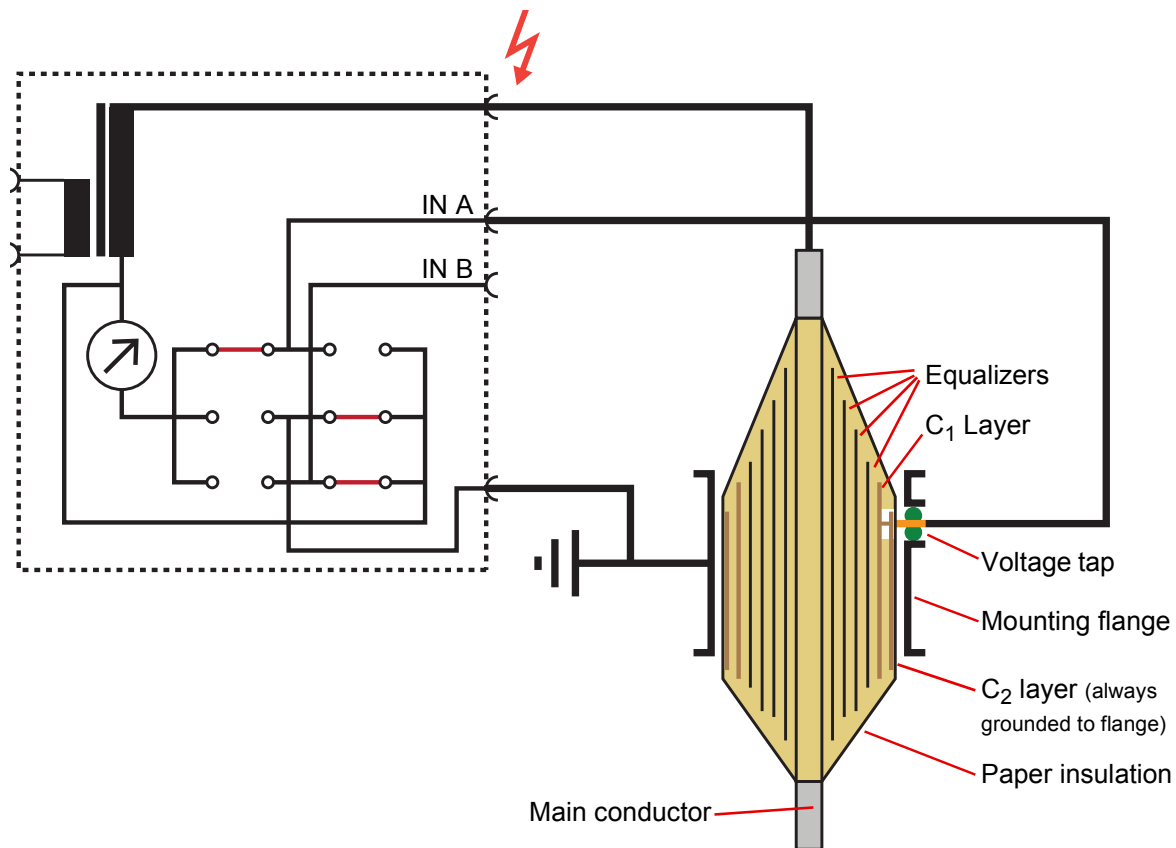 IN A
IN B
Equalizers
C₁ Layer
Voltage tap
Mounting flange
C₂ layer (always
grounded to flange)
Paper insulation
Main conductor